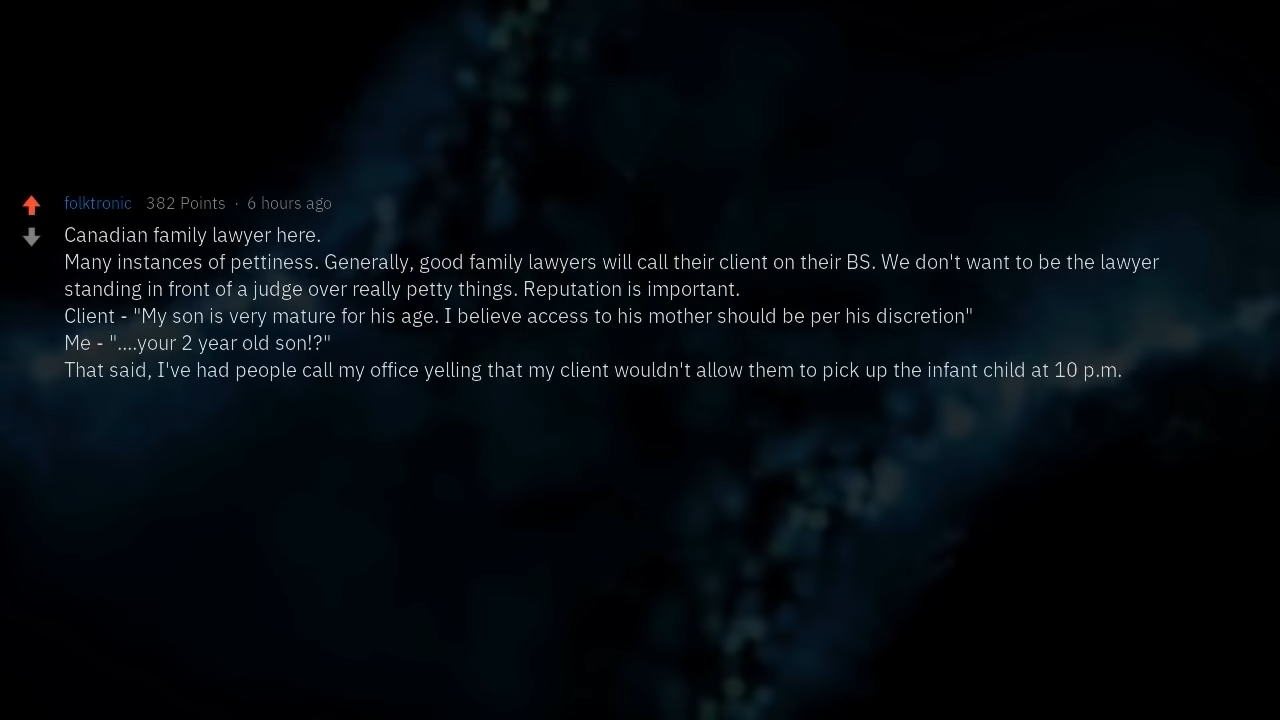 folktronic 382 Points · 6 hours ago
Canadian family lawyer here.
Many instances of pettiness. Generally, good family lawyers will call their client on their BS. We don't want to be the lawyer
standing in front of a judge over really petty things. Reputation is important.
Client - "My son is very mature for his age. I believe access to his mother should be per his discretion"
Me - "....your 2 year old son!?"
That said, I've had people call my office yelling that my client wouldn't allow them to pick up the infant child at 10 p.m.